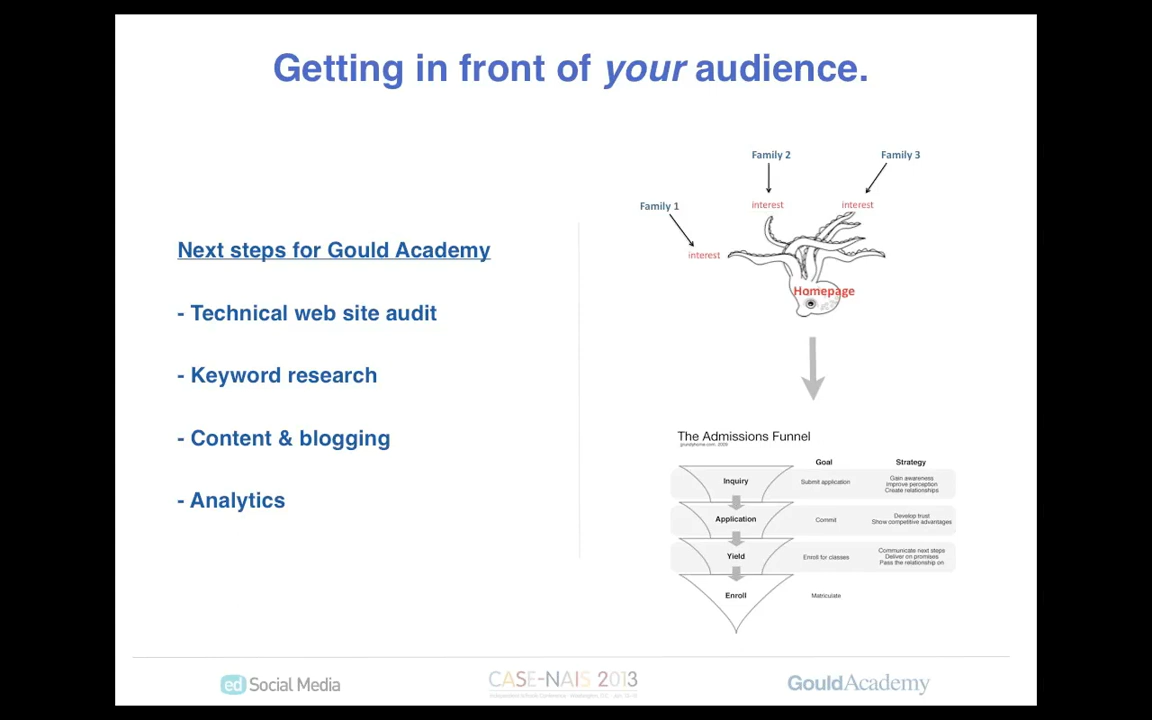 Getting in front of your audience.
Next steps for Gould Academy
- Technical web site audit
- Keyword research
- Content & blogging
- Analytics
Family 1
Family 2
Family 3
interest
interest
interest
Homepage
The Admissions Funnel
Goal
Strategy
Inquiry
Submit application
Gain awareness
Improve perception
Create relationships
Application
Commit
Develop trust
Show competitive advantages
Yield
Enroll for classes
Communicate next steps
Deliver on promises
Pass the relationship on
Enroll
Matriculate
ed Social Media
CASE-NAIS 2013
GouldAcademy